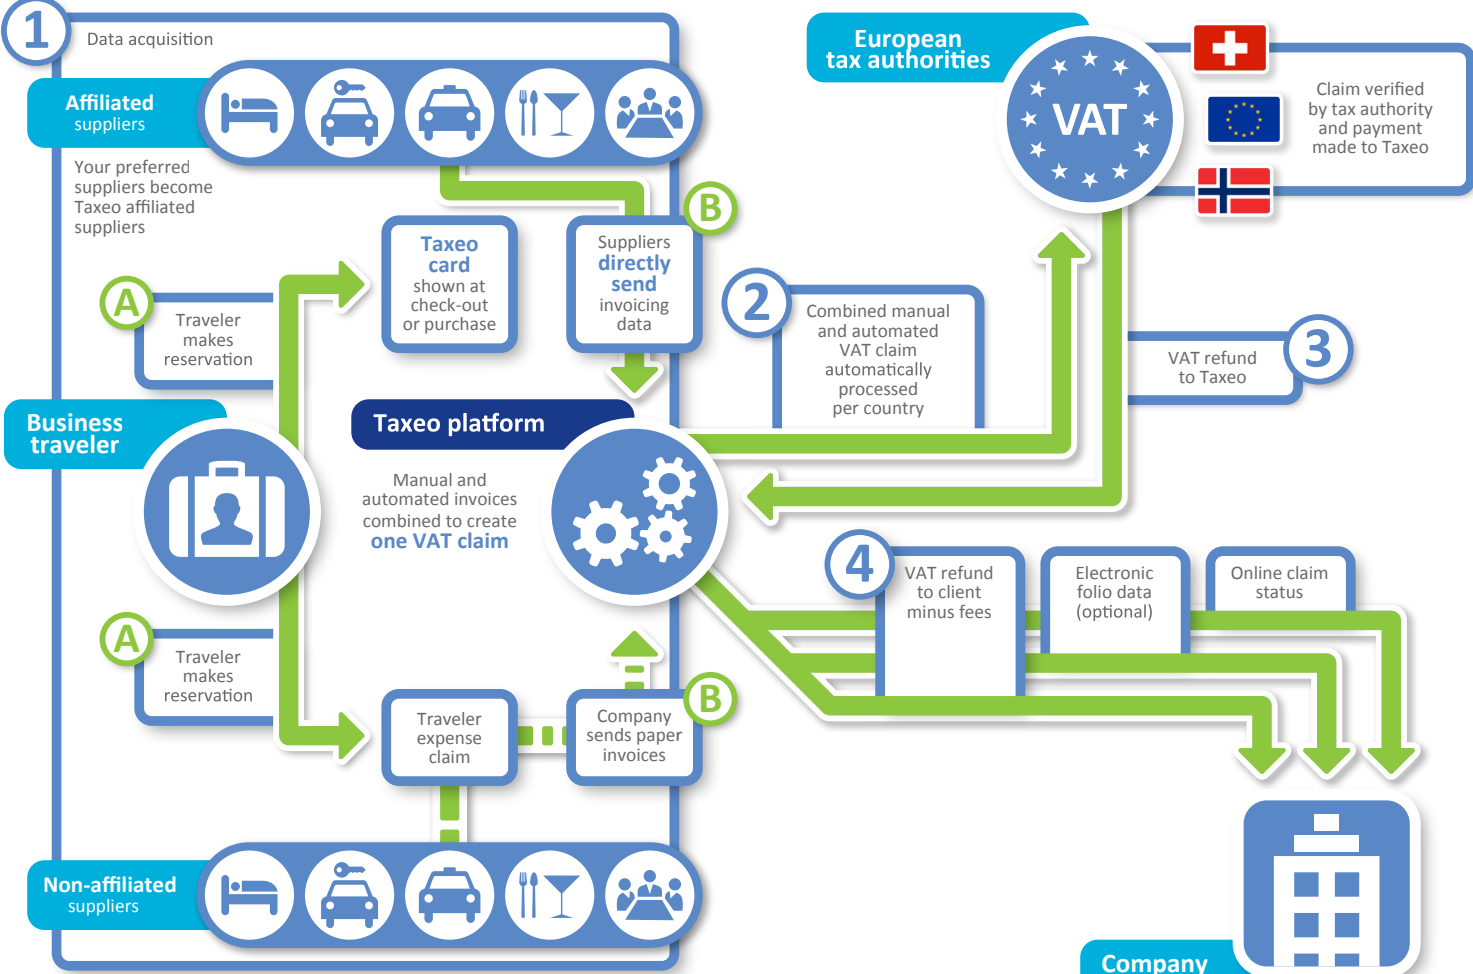 1
Data acquisition
Affiliated
suppliers
Your preferred
suppliers become
Taxeo affiliated
suppliers
A
Traveler
makes
reservation
Taxeo
card
shown at
check-out
or purchase
B
Suppliers
directly
send
invoicing
data
Business
traveler
Taxeo platform
Manual and
automated invoices
combined to create
one VAT claim
A
Traveler
makes
reservation
Traveler
expense
claim
B
Company
sends paper
invoices
Non-affiliated
suppliers
2
Combined manual
and automated
VAT claim
automatically
processed
per country
European
tax authorities
VAT
Claim verified
by tax authority
and payment
made to Taxeo
3
VAT refund
to Taxeo
4
VAT refund
to client
minus fees
Electronic
folio data
(optional)
Online claim
status
Company